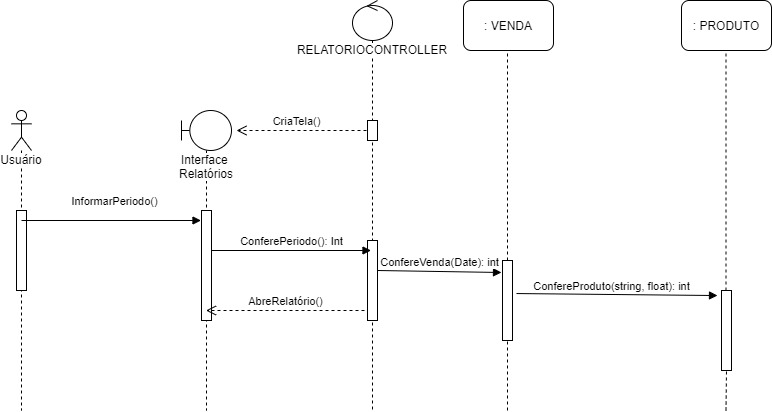 : VENDA
: PRODUTO
RELATORIOCONTROLLER
CriaTela()
Usuário
Interface
Relatórios
InformarPeriodo()
ConferePeriodo(): Int
ConfereVenda(Date): int
ConfereProduto(string, float): int
AbreRelatório()